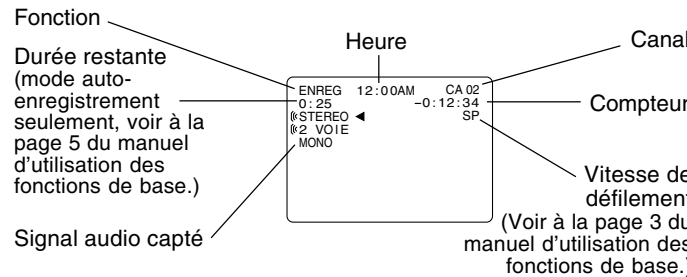 Fonction
Durée restante
(mode auto-
enregistrement
seulement, voir à la
page 5 du manuel
d'utilisation des
fonctions de base.)
Signal audio capté
Heure
ENREG 12:00AM CA 02
0:25 -0:12:34
STEREO ◄ SP
2 VOIE
MONO
Canal
Compteur
Vitesse de
défilement
(Voir à la page 3 du
manuel d'utilisation des
fonctions de base.)